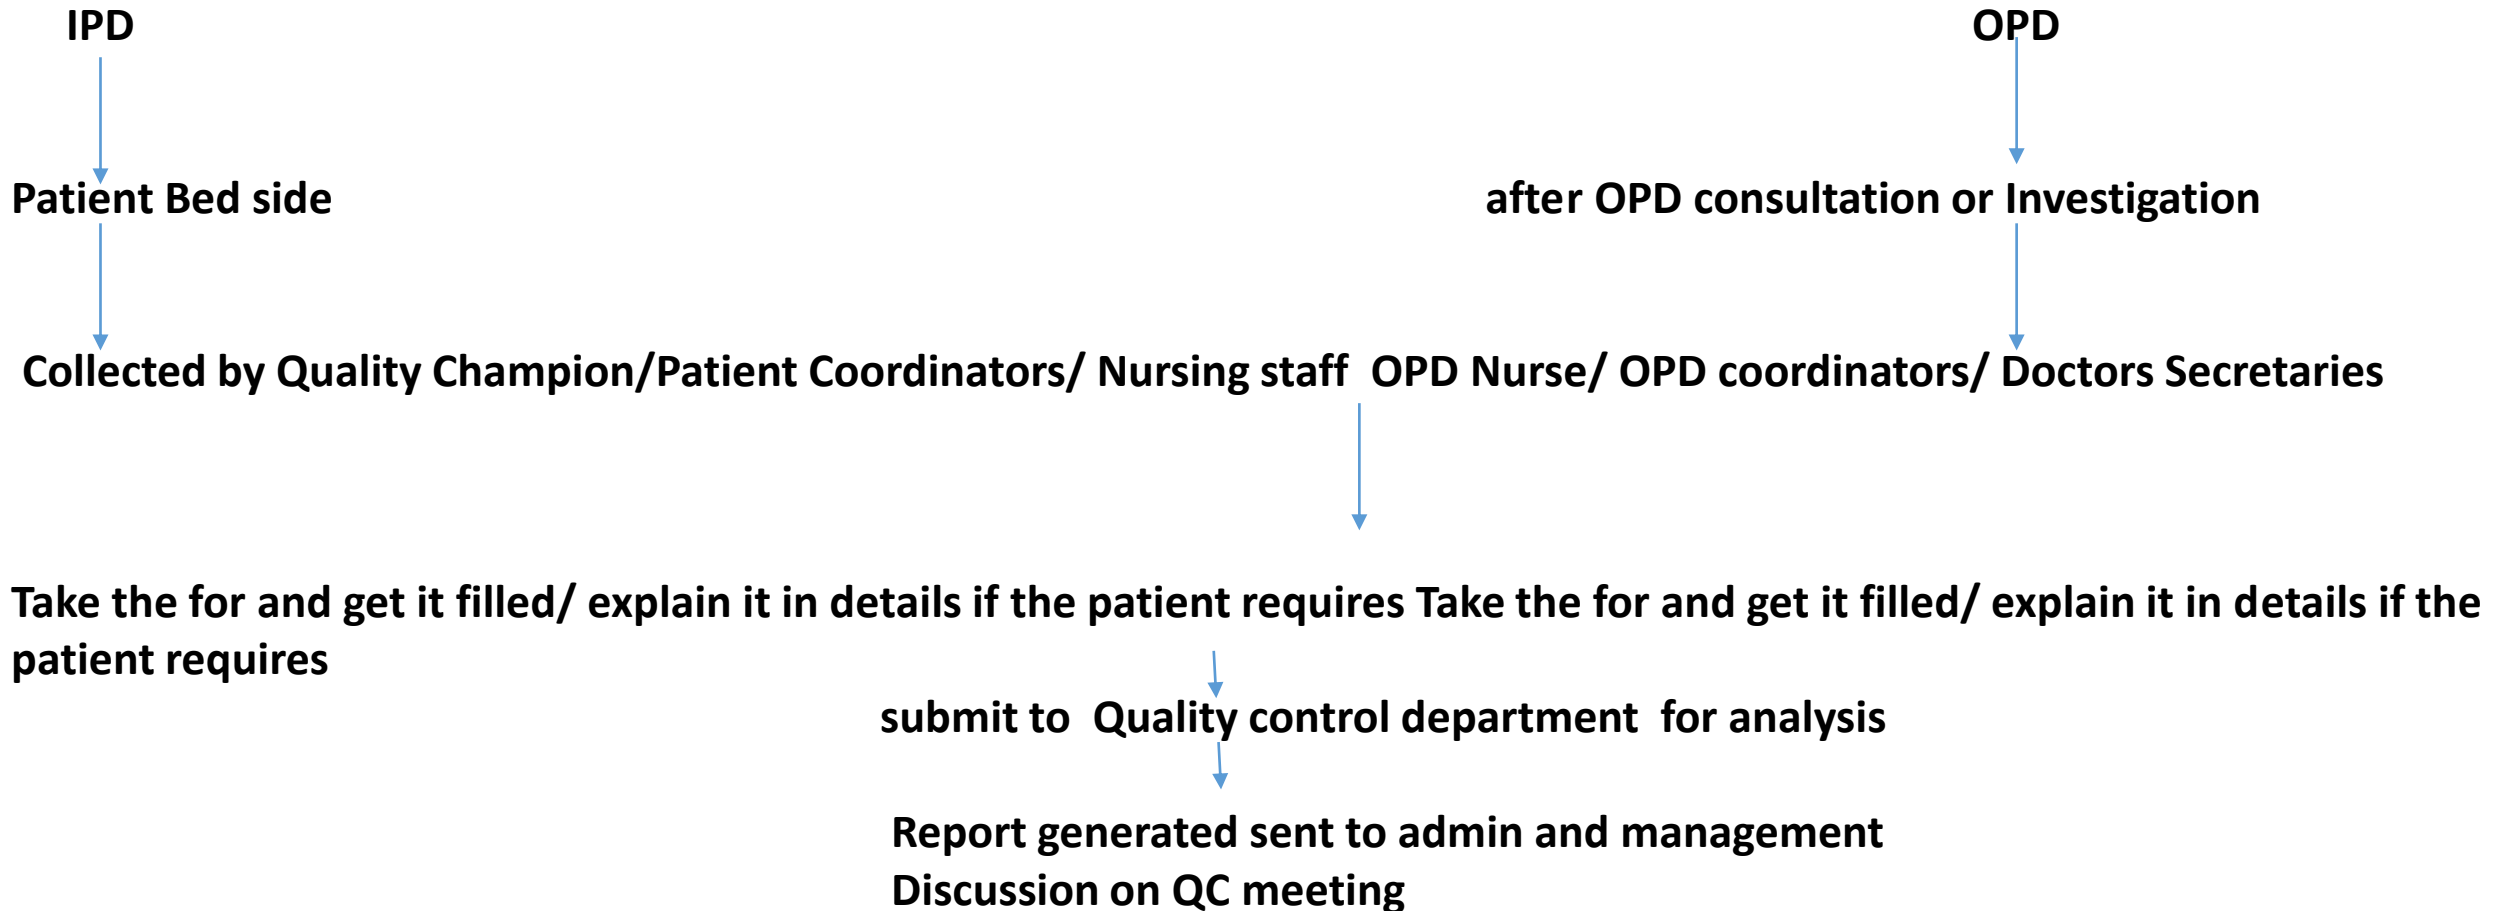 IPD OPD
Patient Bed side after OPD consultation or Investigation
Collected by Quality Champion/Patient Coordinators/ Nursing staff OPD Nurse/ OPD coordinators/ Doctors Secretaries
Take the for and get it filled/ explain it in details if the patient requires Take the for and get it filled/ explain it in details if the
patient requires
submit to Quality control department for analysis
Report generated sent to admin and management
Discussion on QC meeting